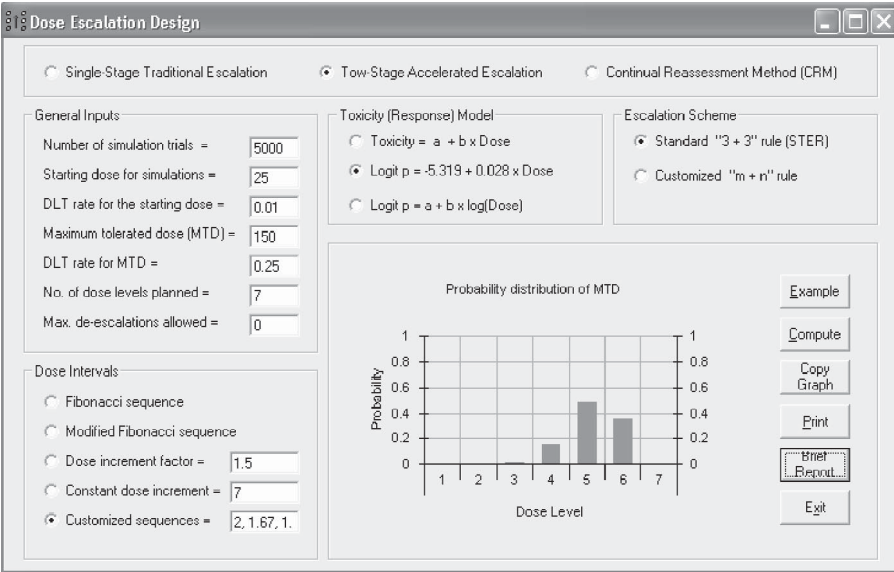 Dose Escalation Design
Single-Stage Traditional Escalation
Tow-Stage Accelerated Escalation
Continual Reassessment Method (CRM)
General Inputs
Number of simulation trials = 5000
Starting dose for simulations = 25
DLT rate for the starting dose = 0.01
Maximum tolerated dose (MTD) = 150
DLT rate for MTD = 0.25
No. of dose levels planned = 7
Max. de-escalations allowed = 0
Dose Intervals
Fibonacci sequence
Modified Fibonacci sequence
Dose increment factor = 1.5
Constant dose increment = 7
Customized sequences = 2, 1.67, 1.
Toxicity (Response) Model
Toxicity = a + b x Dose
Logit p = -5.319 + 0.028 x Dose
Logit p = a + b x log(Dose)
Escalation Scheme
Standard "3 + 3" rule (STER)
Customized "m + n" rule
Probability distribution of MTD
Probability
1 1
0.8 0.8
0.6 0.6
0.4 0.4
0.2 0.2
0 0
1 2 3 4 5 6 7
Dose Level
Example
Compute
Copy
Graph
Print
Brief
Report
Exit